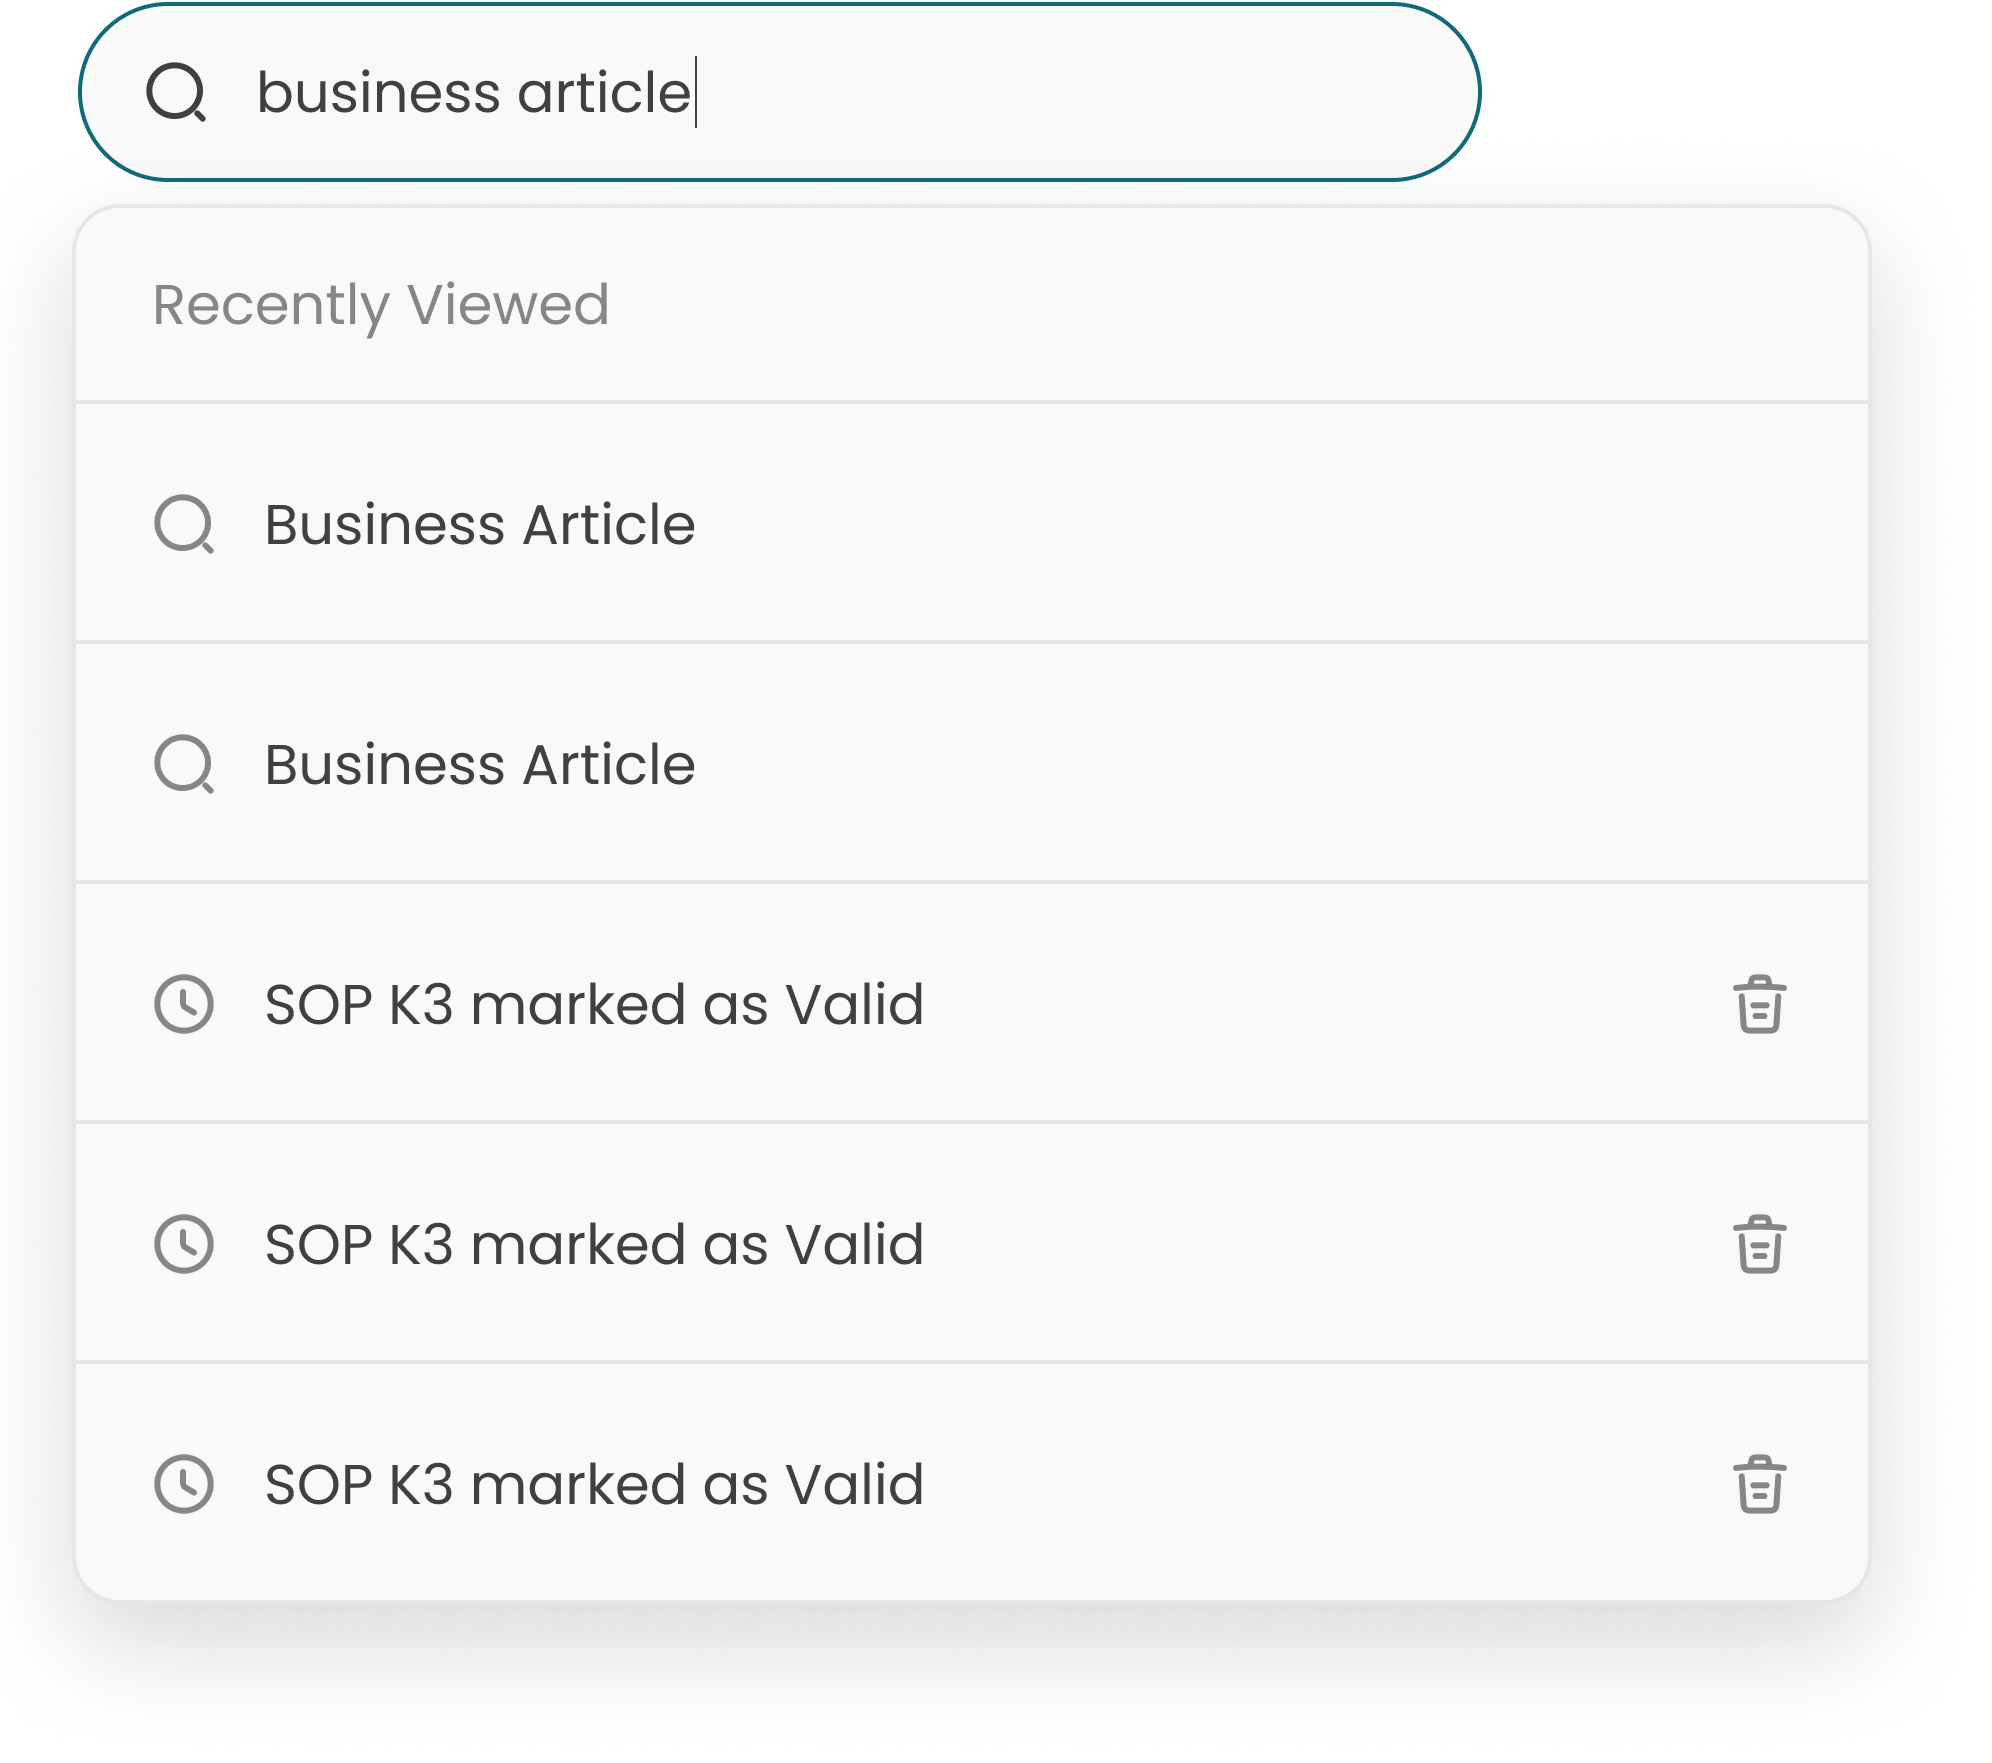 business article
Recently Viewed
Business Article
Business Article
SOP K3 marked as Valid
SOP K3 marked as Valid
SOP K3 marked as Valid